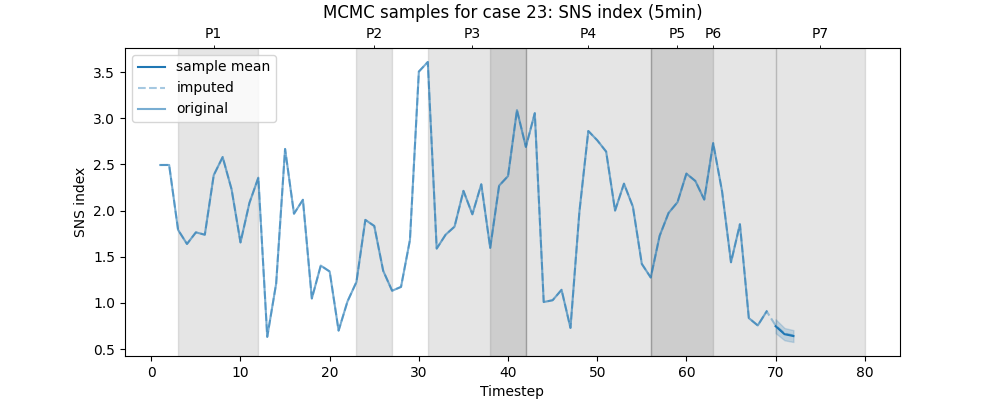 MCMC samples for case 23: SNS index (5min)
P1 P2 P3 P4 P5 P6 P7
sample mean
imputed
original
SNS index
3.5
3.0
2.5
2.0
1.5
1.0
0.5
0 10 20 30 40 50 60 70 80
Timestep